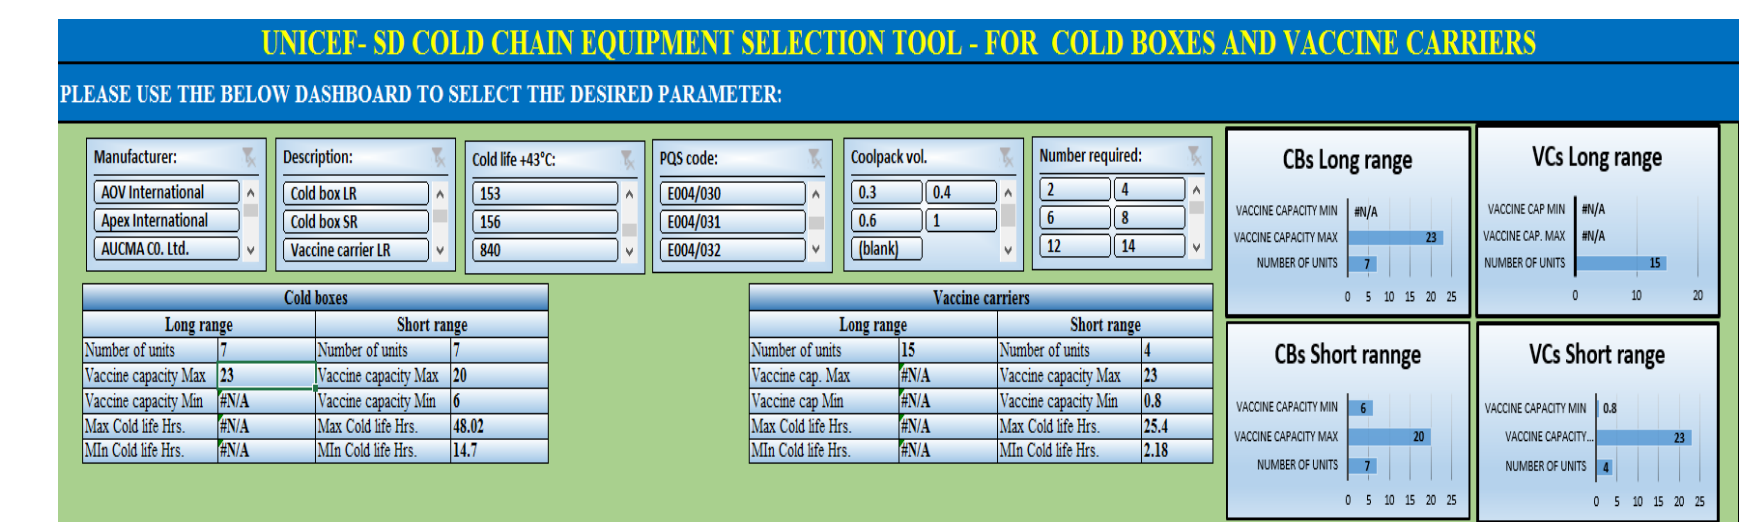 UNICEF- SD COLD CHAIN EQUIPMENT SELECTION TOOL - FOR COLD BOXES AND VACCINE CARRIERS
PLEASE USE THE BELOW DASHBOARD TO SELECT THE DESIRED PARAMETER:
Manufacturer:
AOV International
Apex International
AUCMA CO. Ltd.
Description:
Cold box LR
Cold box SR
Vaccine carrier LR
Cold life +43°C:
153
156
840
PQS code:
E004/030
E004/031
E004/032
Coolpack vol.
0.3 0.4
0.6 1
(blank)
Number required:
2 4
6 8
12 14
Cold boxes
Long range Short range
Number of units 7 Number of units 7
Vaccine capacity Max 23 Vaccine capacity Max 20
Vaccine capacity Min #N/A Vaccine capacity Min 6
Max Cold life Hrs. #N/A Max Cold life Hrs. 48.02
MIn Cold life Hrs. #N/A MIn Cold life Hrs. 14.7
Vaccine carriers
Long range Short range
Number of units 15 Number of units 4
Vaccine cap. Max #N/A Vaccine capacity Max 23
Vaccine cap Min #N/A Vaccine capacity Min 0.8
Max Cold life Hrs. #N/A Max Cold life Hrs. 25.4
MIn Cold life Hrs. #N/A MIn Cold life Hrs. 2.18
CBs Long range
VACCINE CAPACITY MIN #N/A
VACCINE CAPACITY MAX 23
NUMBER OF UNITS 7
0 5 10 15 20 25
VCs Long range
VACCINE CAP MIN #N/A
VACCINE CAP. MAX #N/A
NUMBER OF UNITS 15
0 10 20
CBs Short rannge
VACCINE CAPACITY MIN 6
VACCINE CAPACITY MAX 20
NUMBER OF UNITS 7
0 5 10 15 20 25
VCs Short range
VACCINE CAPACITY MIN 0.8
VACCINE CAPACITY... 23
NUMBER OF UNITS 4
0 5 10 15 20 25